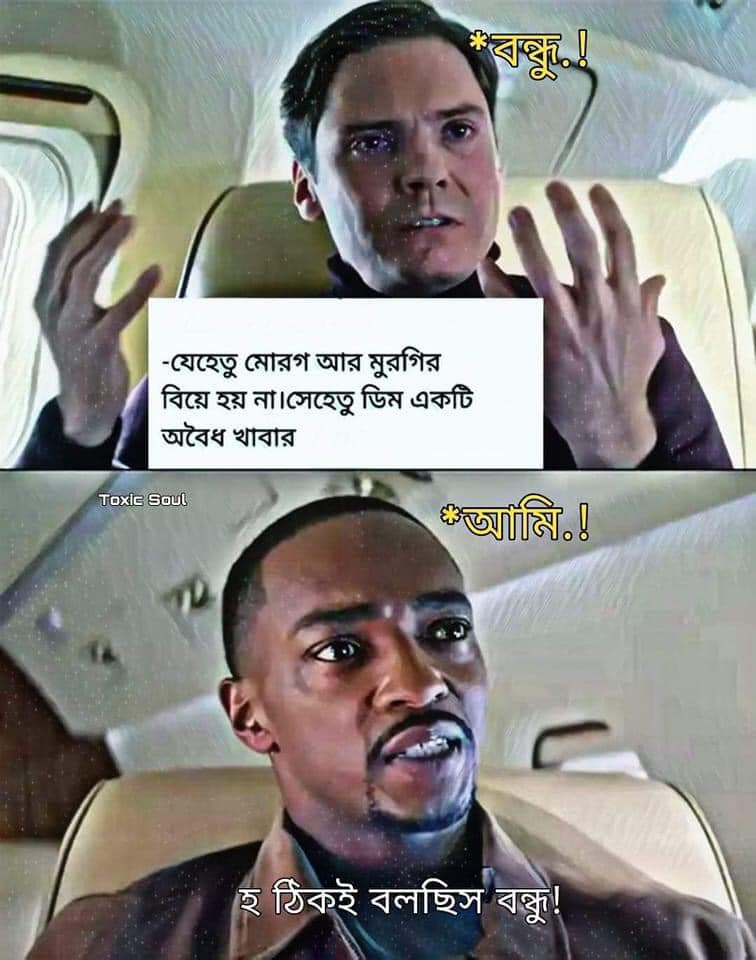 *বন্ধু.!
-যেহেতু মোরগ আর মুরগির
বিয়ে হয় না।সেহেতু ডিম একটি
অবৈধ খাবার
Toxic Soul
*আমি.!
হ ঠিকই বলছিস বন্ধু!